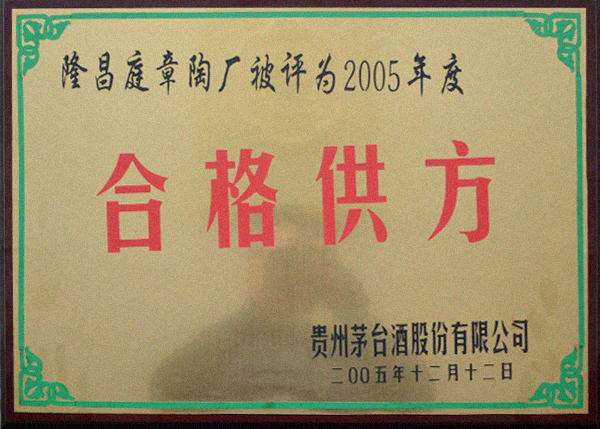 隆昌庭章陶厂被评为2005年度
合格供方
贵州茅台酒股份有限公司
二00五年十二月十二日